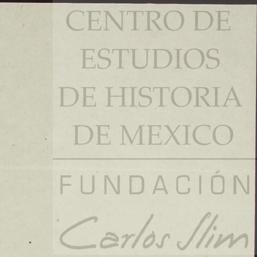 CENTRO DE
ESTUDIOS
DE HISTORIA
DE MEXICO
FUNDACIÓN
Carlos Slim